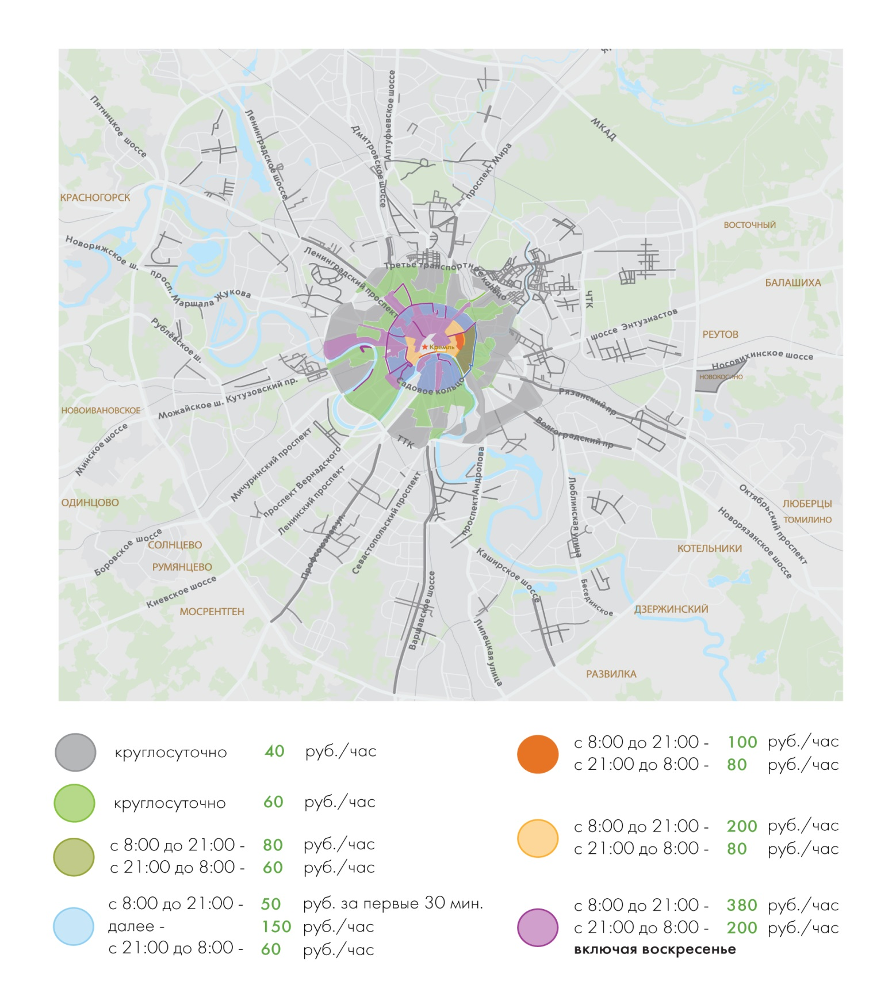 Пятницкое шоссе
Ленинградское шоссе
Алтуфьевское шоссе
Дмитровское шоссе
проспект Мира
МКАД
КРАСНОГОРСК
ВОСТОЧНЫЙ
Новорижское ш.
просп. Маршала Жукова
Ленинградский проспект
Третье транспортное кольцо
БАЛАШИХА
ЧТК
шоссе Энтузиастов
Рублёвское ш.
РЕУТОВ
Кремль
Носовихинское шоссе
НОВОКОСИНО
Садовое кольцо
Можайское ш. Кутузовский пр.
Рязанский пр
НОВОИВАНОВСКОЕ
Волгоградский пр
Минское шоссе
ТТК
Мичуринский проспект
проспект Вернадского
Ленинский проспект
Севастопольский проспект
проспект Андропова
Люблинская улица
Октябрьский проспект
ОДИНЦОВО
ЛЮБЕРЦЫ
ТОМИЛИНО
Новорязанское шоссе
Боровское шоссе
СОЛНЦЕВО
РУМЯНЦЕВО
Профсоюзная ул.
Каширское шоссе
КОТЕЛЬНИКИ
Киевское шоссе
Варшавское шоссе
Бесединское
МОСРЕНТГЕН
ДЗЕРЖИНСКИЙ
Липецкая улица
РАЗВИЛКА
круглосуточно 40 руб./час
круглосуточно 60 руб./час
с 8:00 до 21:00 - 80 руб./час
с 21:00 до 8:00 - 60 руб./час
с 8:00 до 21:00 - 50 руб. за первые 30 мин.
далее - 150 руб./час
с 21:00 до 8:00 - 60 руб./час
с 8:00 до 21:00 - 100 руб./час
с 21:00 до 8:00 - 80 руб./час
с 8:00 до 21:00 - 200 руб./час
с 21:00 до 8:00 - 80 руб./час
с 8:00 до 21:00 - 380 руб./час
с 21:00 до 8:00 - 200 руб./час
включая воскресенье